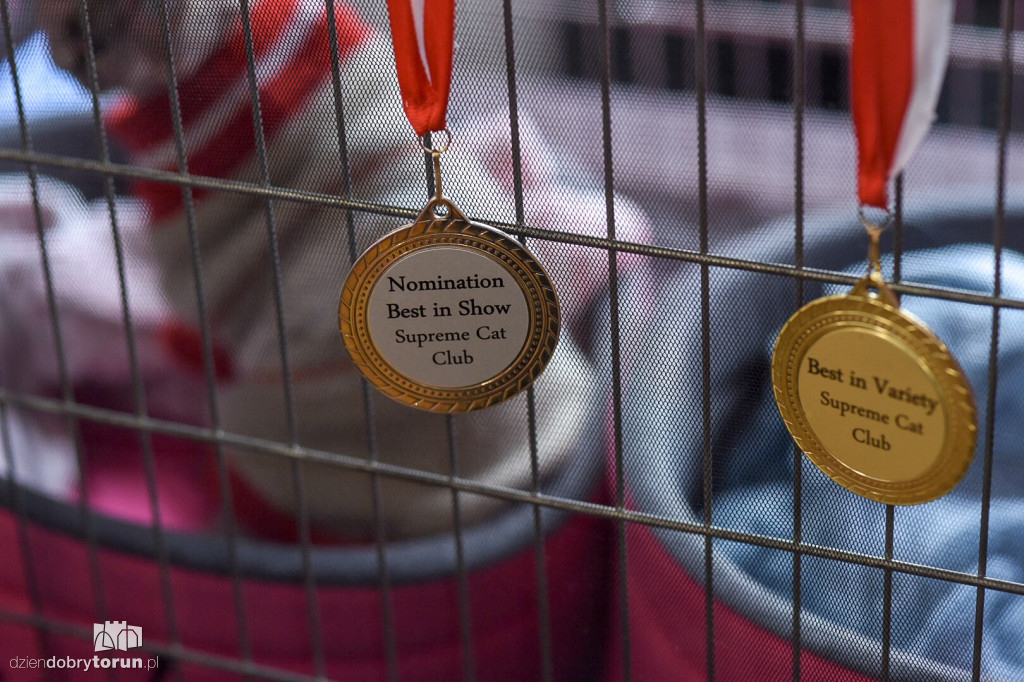 Nomination
Best in Show
Supreme Cat
Club
Best in Variety
Supreme Cat
Club
dziendobrytorun.pl